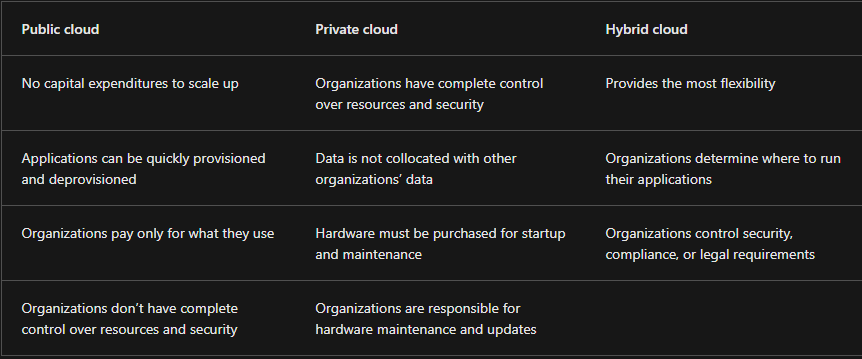 Public cloud
Private cloud
Hybrid cloud
No capital expenditures to scale up
Organizations have complete control
over resources and security
Provides the most flexibility
Applications can be quickly provisioned
and deprovisioned
Data is not collocated with other
organizations’ data
Organizations determine where to run
their applications
Organizations pay only for what they use
Hardware must be purchased for startup
and maintenance
Organizations control security,
compliance, or legal requirements
Organizations don’t have complete
control over resources and security
Organizations are responsible for
hardware maintenance and updates